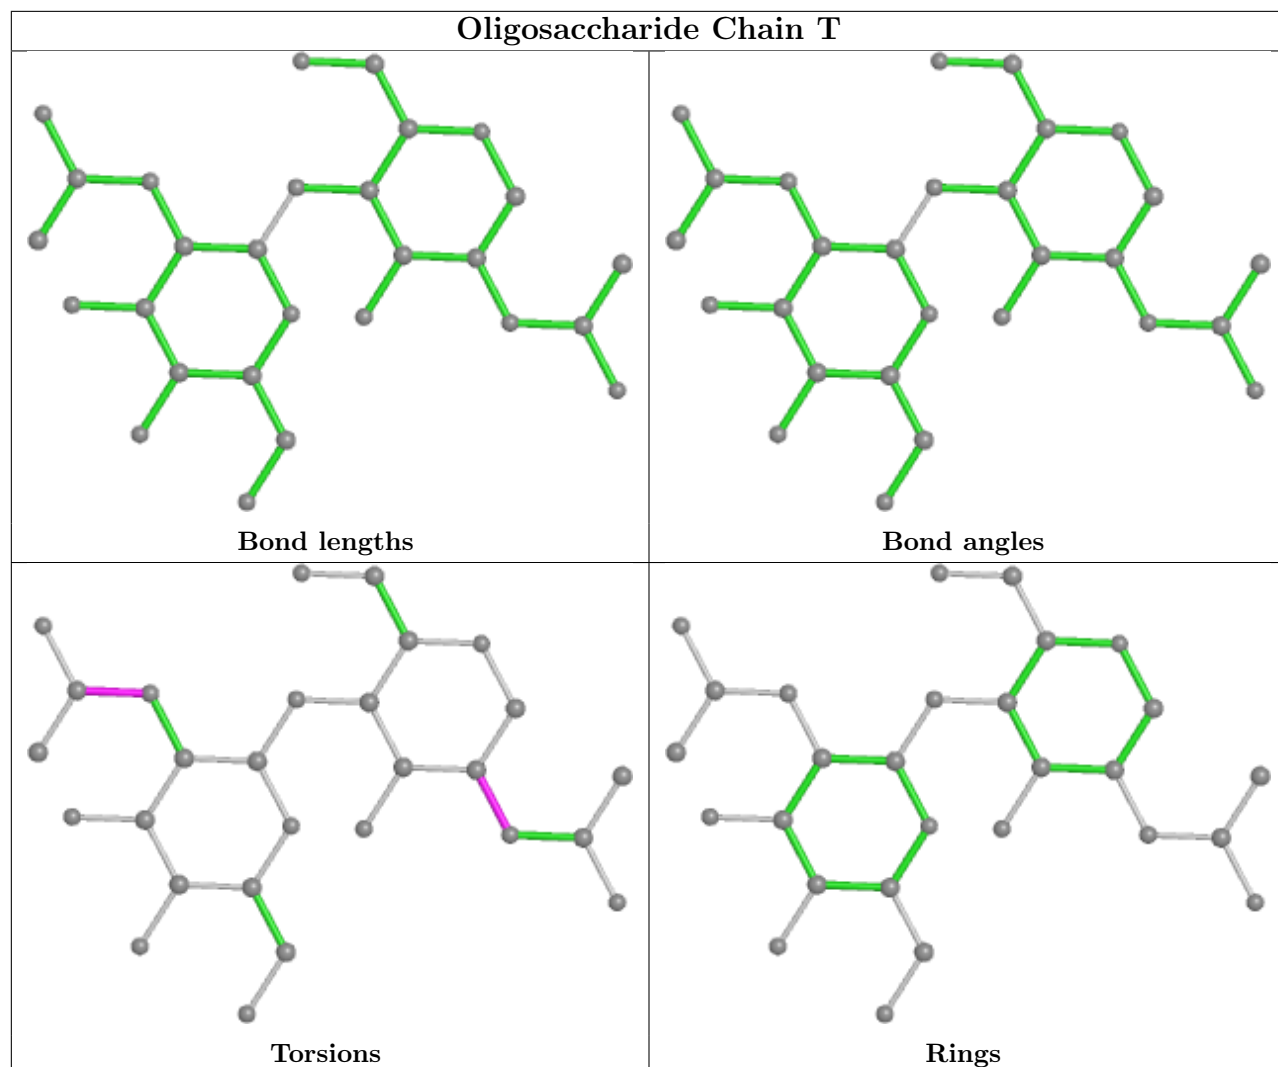 Oligosaccharide Chain T
Bond lengths
Bond angles
Torsions
Rings